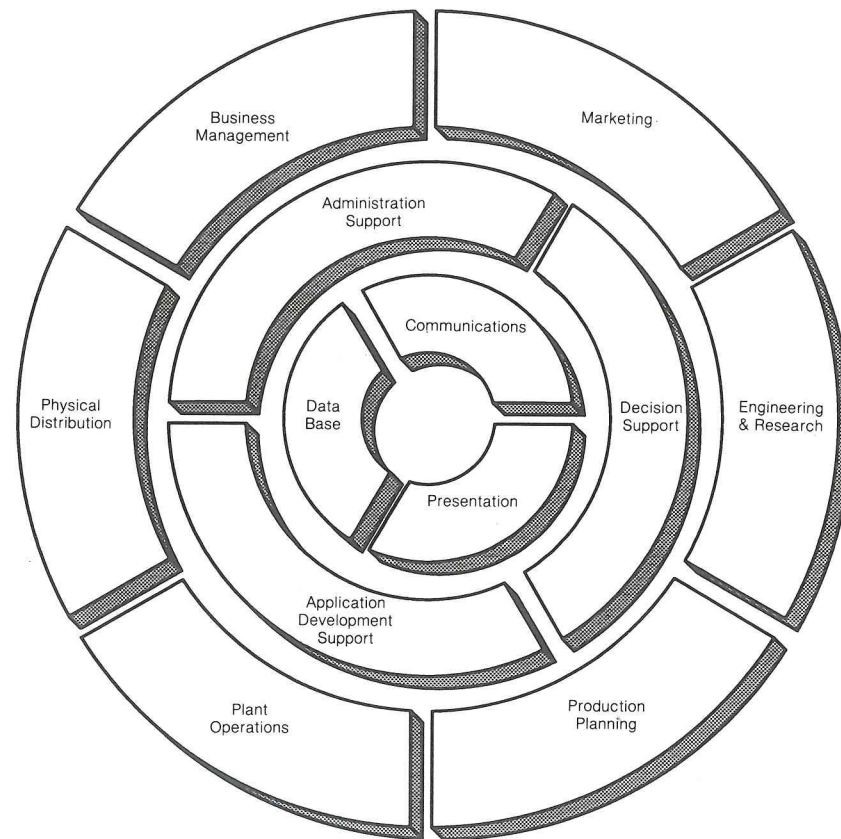 Business
Management
Marketing
Administration
Support
Communications
Physical
Distribution
Data
Base
Decision
Support
Engineering
& Research
Presentation
Application
Development
Support
Plant
Operations
Production
Planning